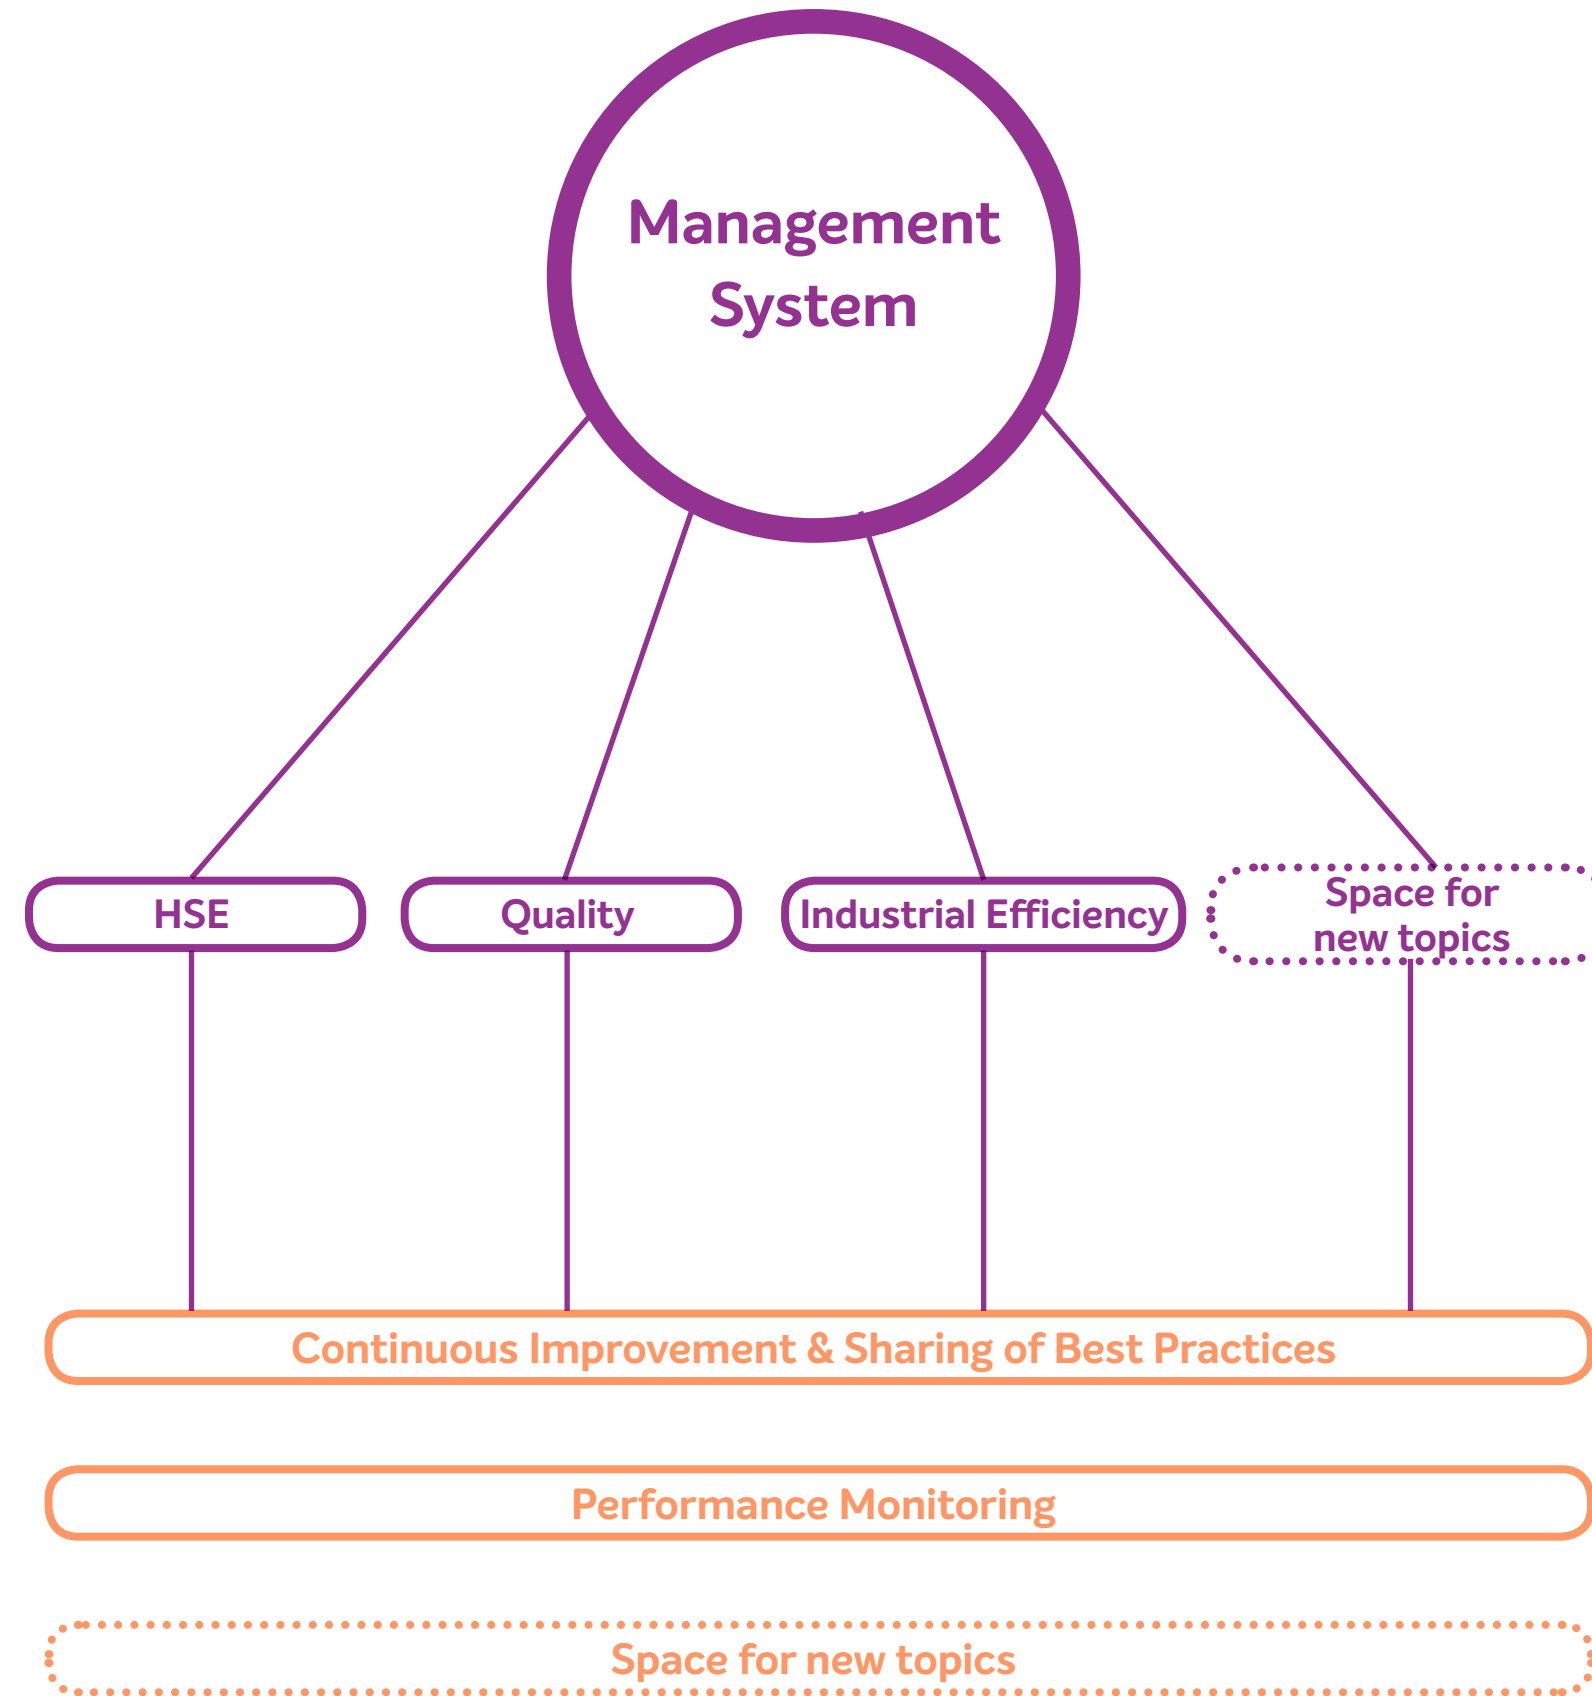 Management
System
HSE
Quality
Industrial Efficiency
Space for
new topics
Continuous Improvement & Sharing of Best Practices
Performance Monitoring
Space for new topics